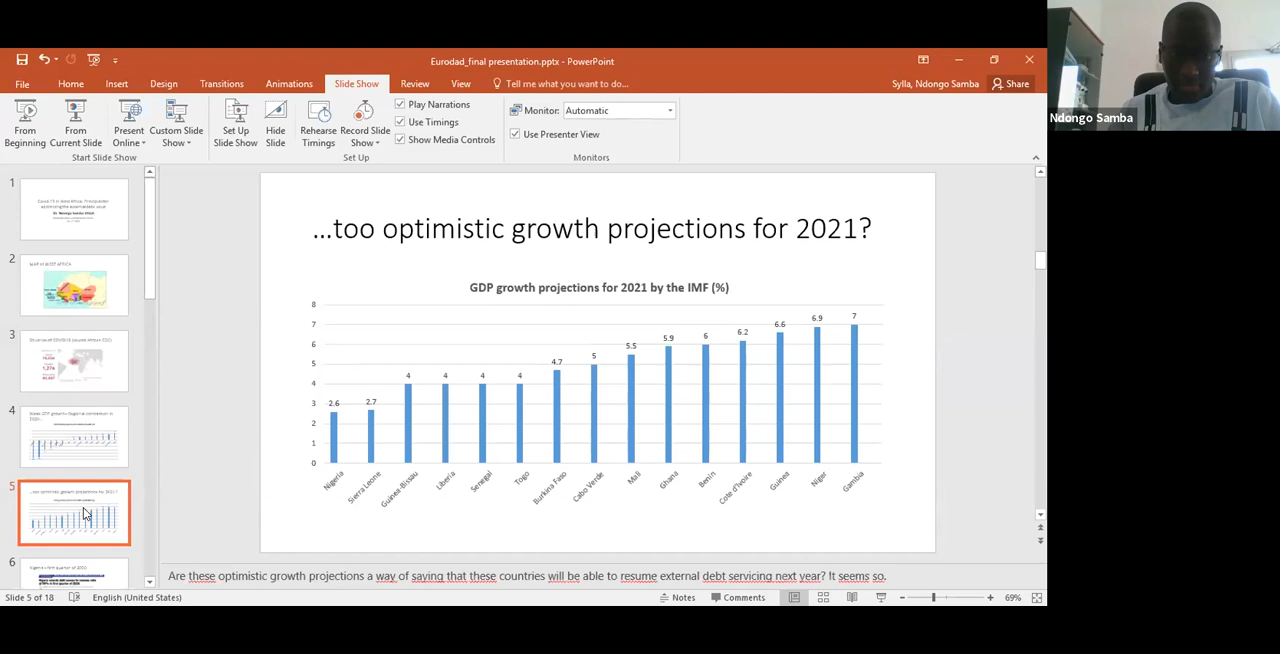 Eurodad_final presentation.pptx - PowerPoint
File Home Insert Design Transitions Animations Slide Show Review View Tell me what you want to do... Sylla, Ndongo Samba Share
From Beginning
From Current Slide
Present Online
Custom Slide Show
Set Up Slide Show
Hide Slide
Rehearse Timings
Record Slide Show
Play Narrations
Use Timings
Show Media Controls
Monitor: Automatic
Use Presenter View
Start Slide Show
Set Up
Monitors
Ndongo Samba
1
2
MAP of WEST AFRICA
3
4
5
...too optimistic growth projections for 2021?
6
...too optimistic growth projections for 2021?
GDP growth projections for 2021 by the IMF (%)
8
7
6
5
4
3
2
1
0
2.6 2.7 4 4 4 4 4.7 5 5.5 5.9 6 6.2 6.6 6.9 7
Nigeria Sierra Leone Guinea-Bissau Liberia Senegal Togo Burkina Faso Cabo Verde Mali Ghana Benin Cote d'Ivoire Guinea Niger Gambia
countries will be able to resume external debt servicing next year? It seems so.
Slide 5 of 18 English (United States) Notes Comments 69%